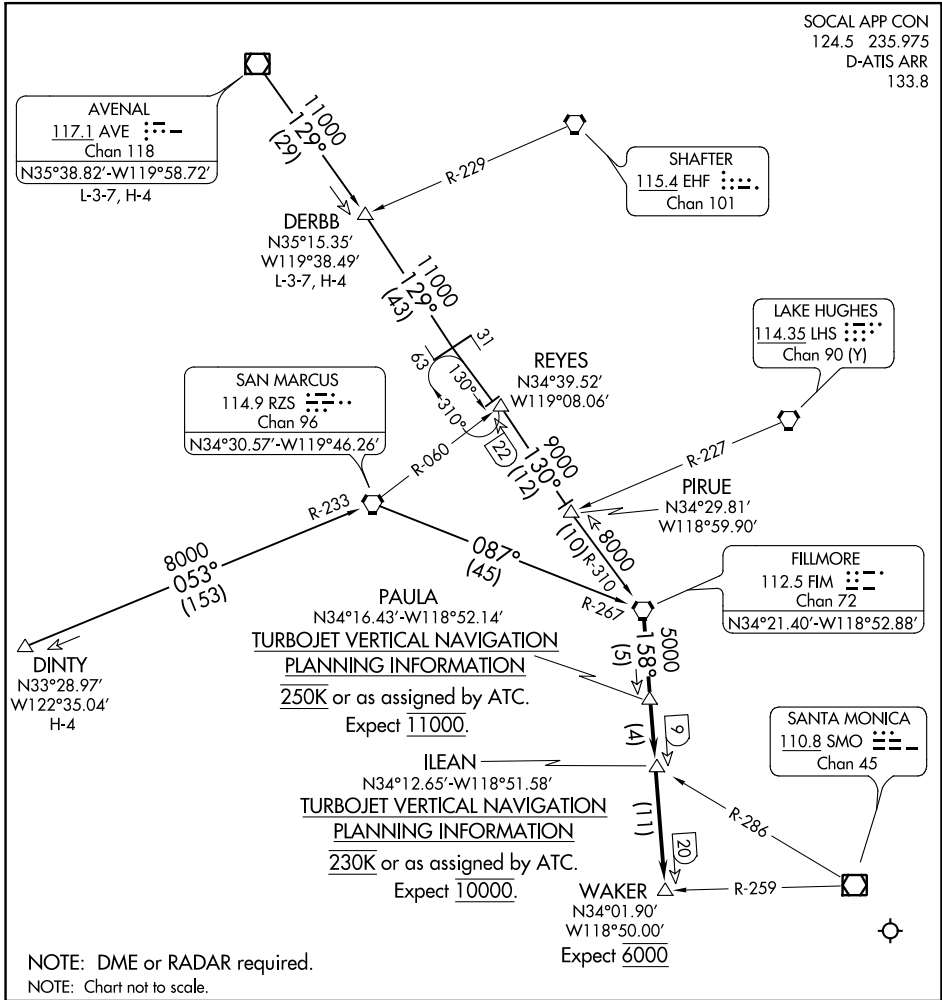 SOCAL APP CON
124.5 235.975
D-ATIS ARR
133.8
AVENAL
117.1 AVE
Chan 118
N35°38.82'-W119°58.72'
L-3-7, H-4
11000
129°
(29)
SHAFTER
115.4 EHF
Chan 101
R-229
DERBB
N35°15.35'
W119°38.49'
L-3-7, H-4
11000
129°
(43)
LAKE HUGHES
114.35 LHS
Chan 90 (Y)
31
63
REYES
N34°39.52'
W119°08.06'
130°
310°
22
SAN MARCUS
114.9 RZS
Chan 96
N34°30.57'-W119°46.26'
R-060
9000
130°
(12)
R-227
PIRUE
N34°29.81'
W118°59.90'
R-233
8000
053°
(153)
087°
(45)
8000
(10)
R-310
R-267
FILLMORE
112.5 FIM
Chan 72
N34°21.40'-W118°52.88'
DINTY
N33°28.97'
W122°35.04'
H-4
PAULA
N34°16.43'-W118°52.14'
TURBOJET VERTICAL NAVIGATION
PLANNING INFORMATION
250K or as assigned by ATC.
Expect 11000.
5000
158°
(5)
(4)
9
SANTA MONICA
110.8 SMO
Chan 45
ILEAN
N34°12.65'-W118°51.58'
TURBOJET VERTICAL NAVIGATION
PLANNING INFORMATION
230K or as assigned by ATC.
Expect 10000.
(11)
20
R-286
R-259
WAKER
N34°01.90'
W118°50.00'
Expect 6000
NOTE: DME or RADAR required.
NOTE: Chart not to scale.